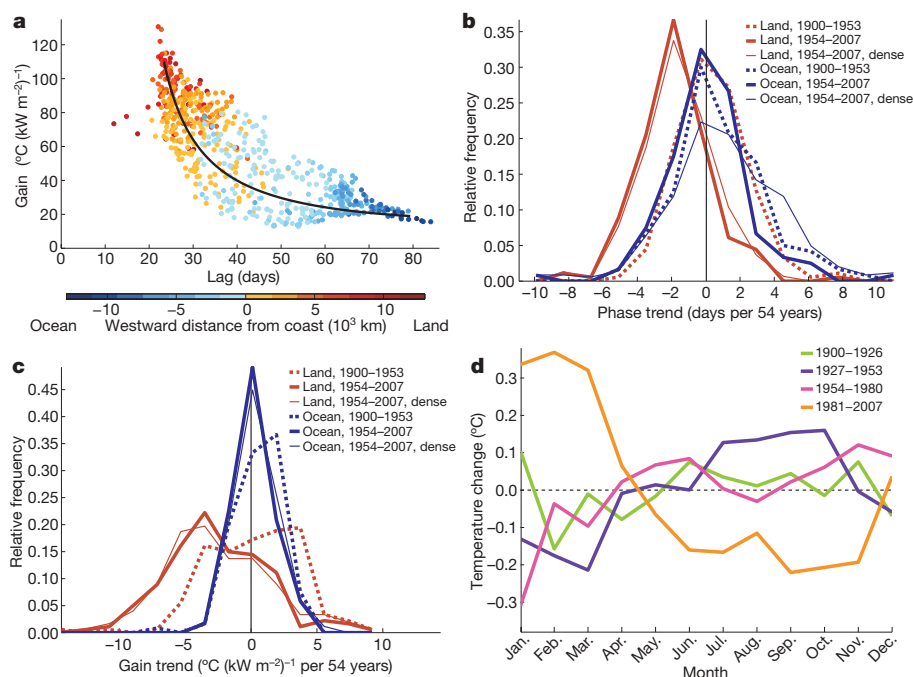 a
Gain (ºC (kW m⁻²)⁻¹)
120
100
80
60
40
20
0
0 10 20 30 40 50 60 70 80
Lag (days)
−10 −5 0 5 10
Ocean Westward distance from coast (10³ km) Land
b
Relative frequency
0.35
0.30
0.25
0.20
0.15
0.10
0.05
0.00
−10 −8 −6 −4 −2 0 2 4 6 8 10
Phase trend (days per 54 years)
Land, 1900–1953
Land, 1954–2007
Land, 1954–2007, dense
Ocean, 1900–1953
Ocean, 1954–2007
Ocean, 1954–2007, dense
c
Relative frequency
0.45
0.40
0.35
0.30
0.25
0.20
0.15
0.10
0.05
0.00
−10 −5 0 5 10
Gain trend (ºC (kW m⁻²)⁻¹ per 54 years)
Land, 1900–1953
Land, 1954–2007
Land, 1954–2007, dense
Ocean, 1900–1953
Ocean, 1954–2007
Ocean, 1954–2007, dense
d
Temperature change (ºC)
0.3
0.2
0.1
0.0
−0.1
−0.2
−0.3
Jan. Feb. Mar. Apr. May. Jun. Jul. Aug. Sep. Oct. Nov. Dec.
Month
1900–1926
1927–1953
1954–1980
1981–2007